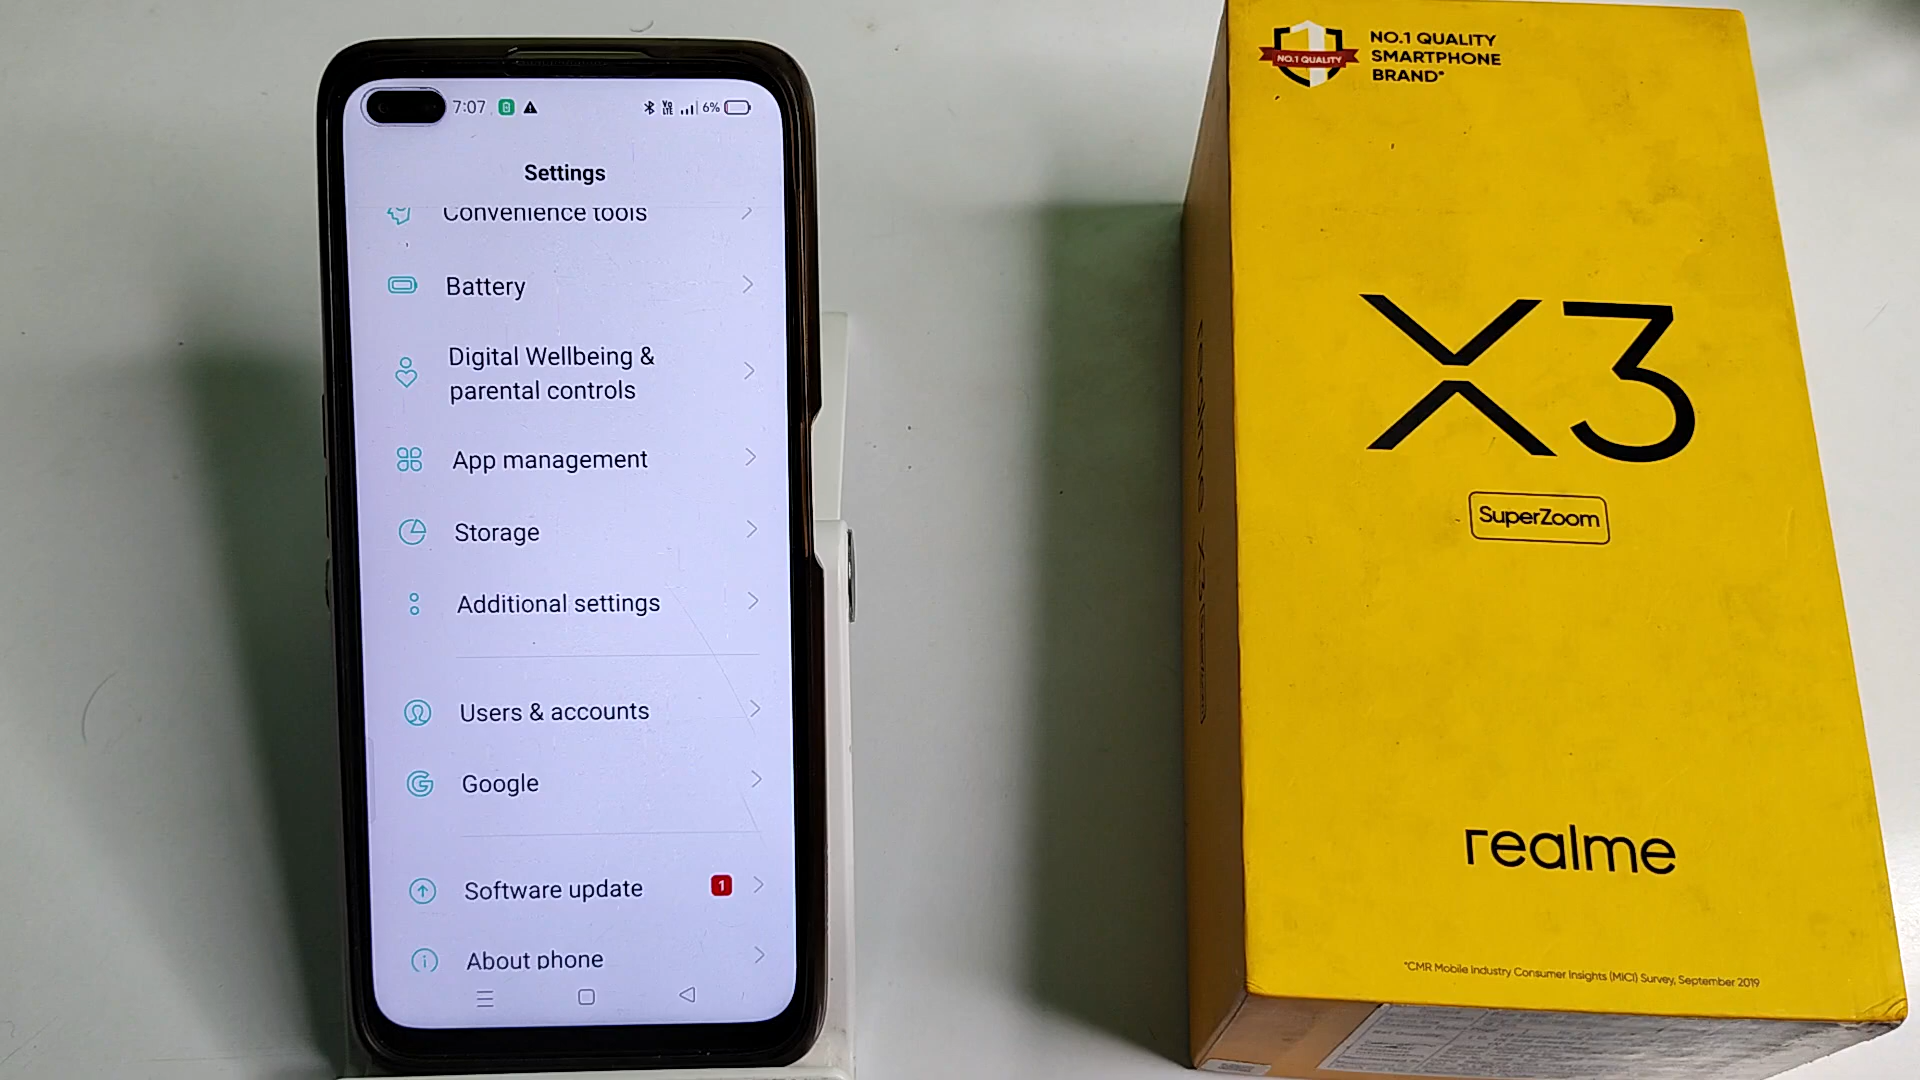 7:07
Vo LTE
6%
Settings
Convenience tools
Battery
Digital Wellbeing &
parental controls
App management
Storage
Additional settings
Users & accounts
Google
Software update 1
About phone
NO.1 QUALITY
NO.1 QUALITY
SMARTPHONE
BRAND*
X3
SuperZoom
realme
*CMR Mobile Industry Consumer Insights (MICI) Survey, September 2019